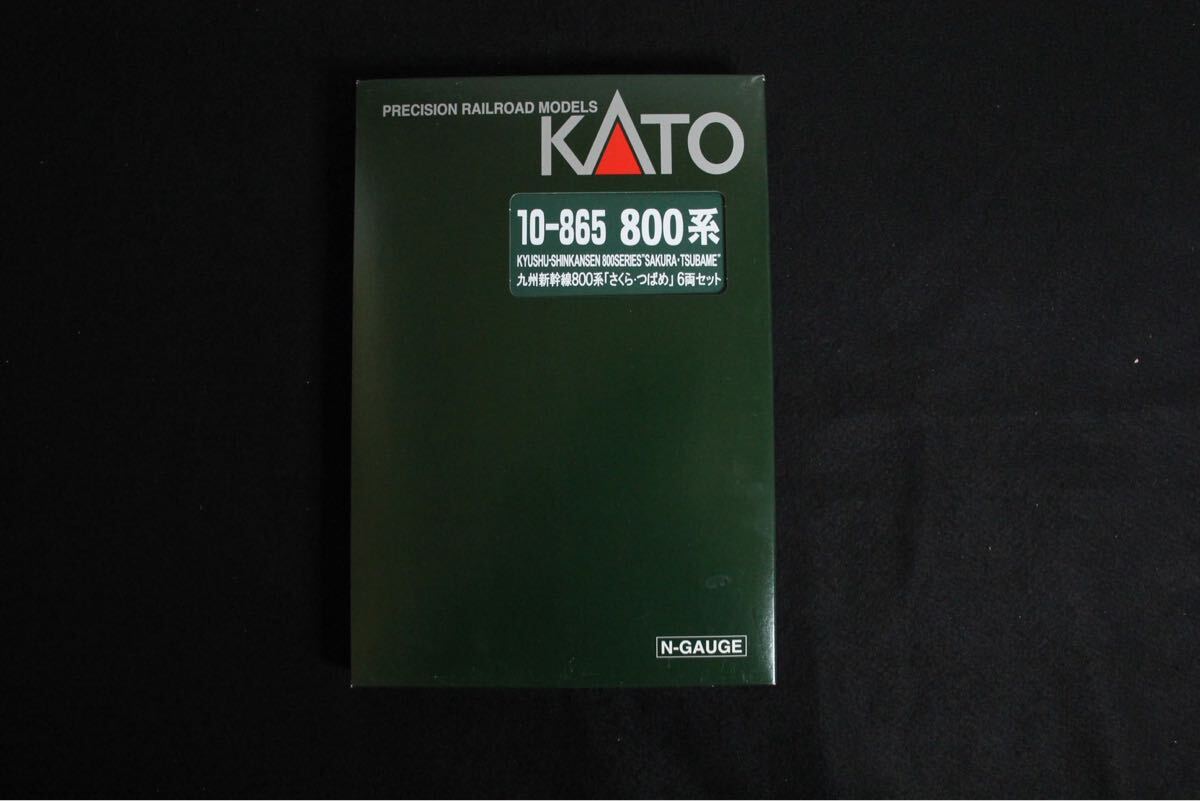 PRECISION RAILROAD MODELS
KATO
10-865 800系
KYUSHU-SHINKANSEN 800SERIES"SAKURA・TSUBAME"
九州新幹線800系「さくら・つばめ」6両セット
N-GAUGE